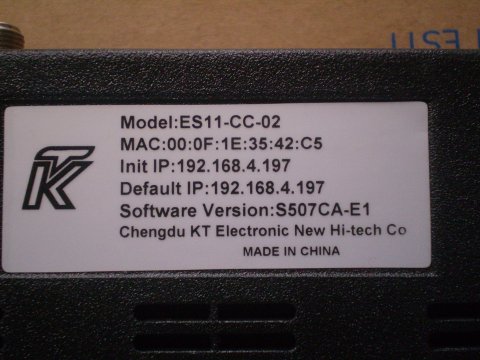 Model:ES11-CC-02
MAC:00:0F:1E:35:42:C5
Init IP:192.168.4.197
Default IP:192.168.4.197
Software Version:S507CA-E1
Chengdu KT Electronic New Hi-tech Co
MADE IN CHINA